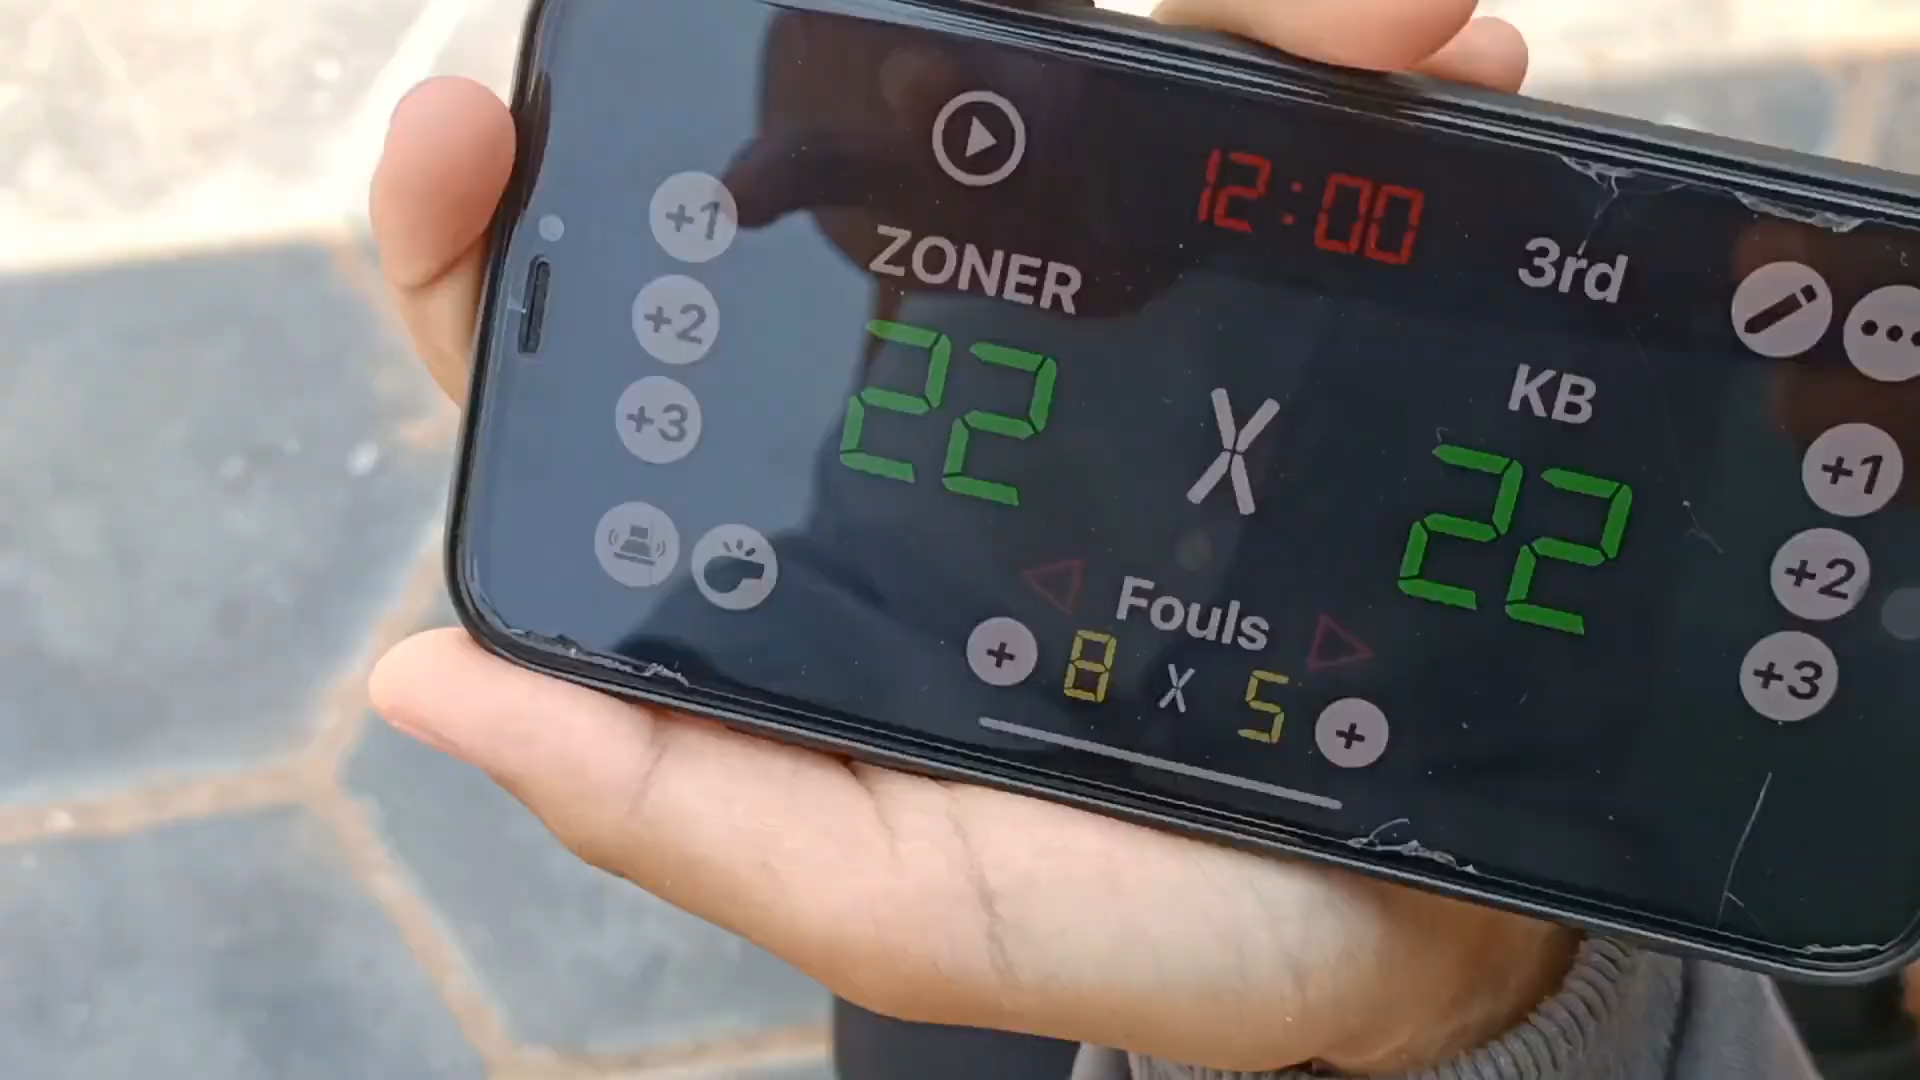 12:00
3rd
ZONER
KB
+1
+2
+3
22 X 22
+1
+2
+3
Fouls
+ 8 X 5 +